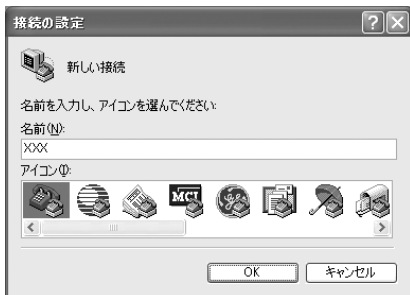 接続の設定
新しい接続
名前を入力し、アイコンを選んでください:
名前(N):
XXX
アイコン(I):
MCI
OK
キャンセル